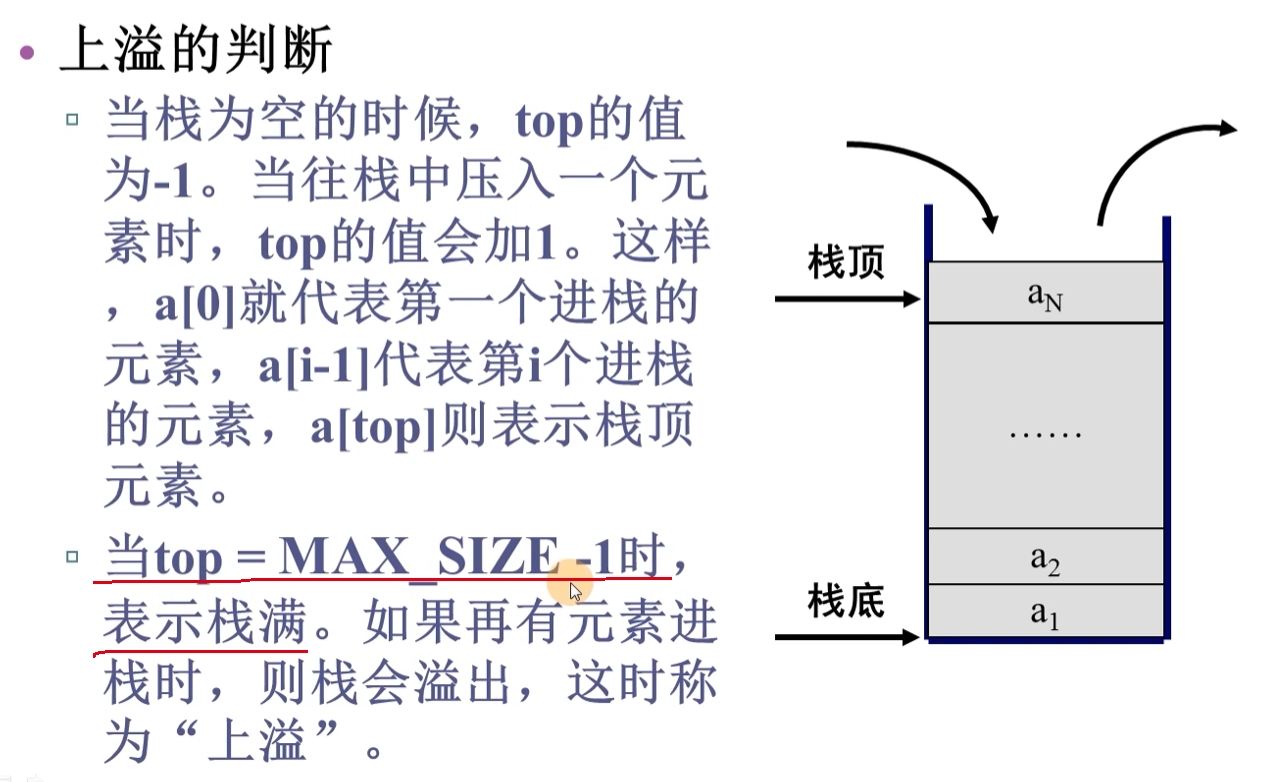 上溢的判断
当栈为空的时候，top的值
为-1。当往栈中压入一个元
素时，top的值会加1。这样
，a[0]就代表第一个进栈的
元素，a[i-1]代表第i个进栈
的元素，a[top]则表示栈顶
元素。
当top = MAX_SIZE -1时，
表示栈满。如果再有元素进
栈时，则栈会溢出，这时称
为“上溢”。
栈顶
aN
……
a2
栈底
a1